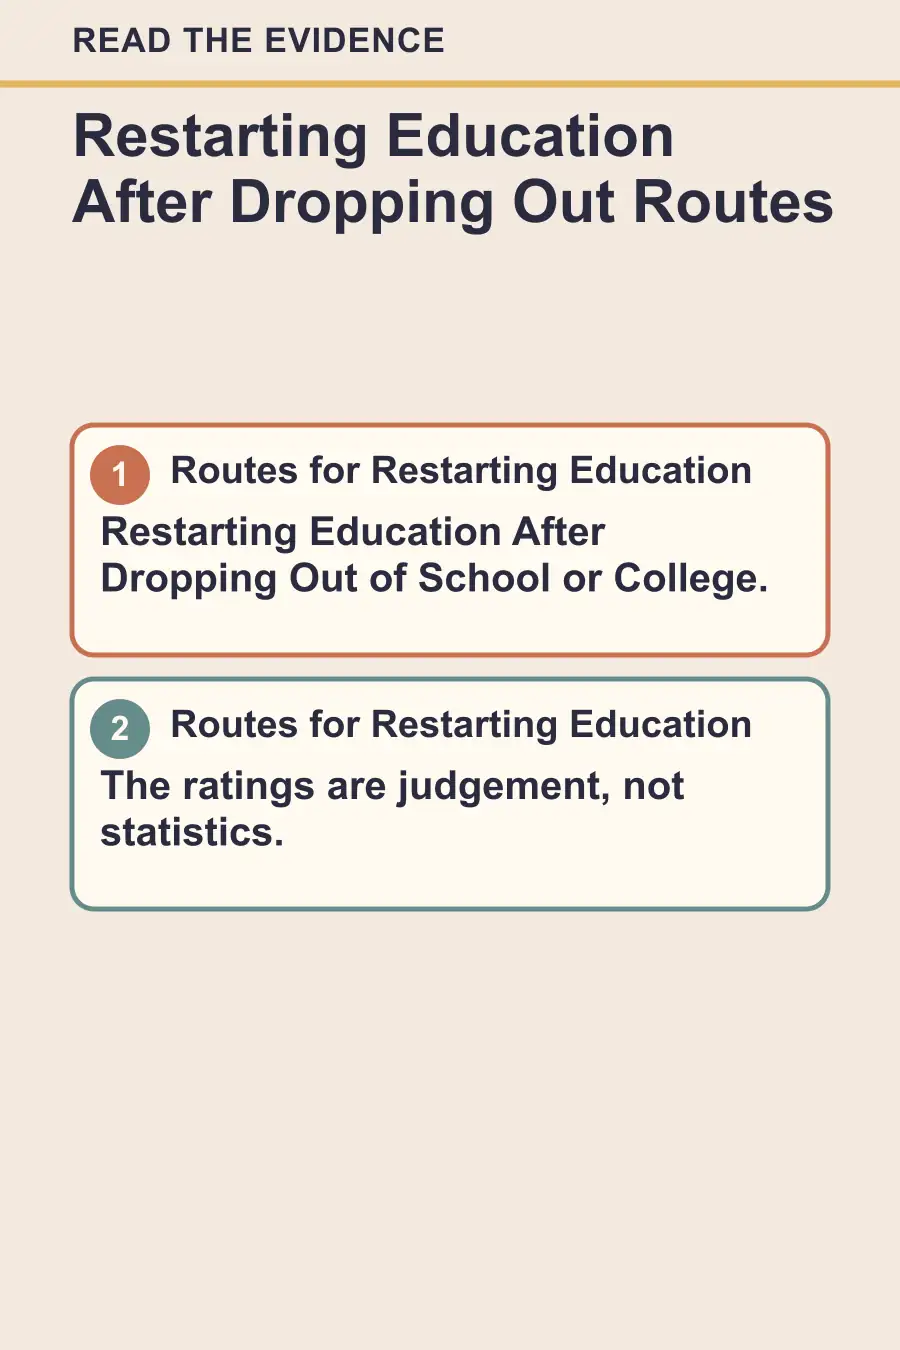 READ THE EVIDENCE
Restarting Education
After Dropping Out Routes
1 Routes for Restarting Education
Restarting Education After
Dropping Out of School or College.
2 Routes for Restarting Education
The ratings are judgement, not
statistics.